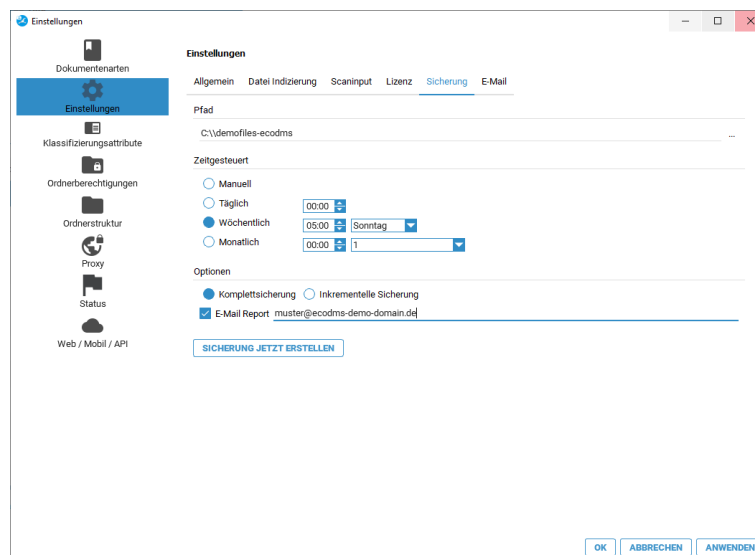 Einstellungen
Dokumentenarten
Einstellungen
Klassifizierungsattribute
Ordnerberechtigungen
Ordnerstruktur
Proxy
Status
Web / Mobil / API
Einstellungen
Allgemein Datei Indizierung Scaninput Lizenz Sicherung E-Mail
Pfad
C:\\demofiles-ecodms ...
Zeitgesteuert
Manuell
Täglich 00:00
Wöchentlich 05:00 Sonntag
Monatlich 00:00 1
Optionen
Komplettsicherung Inkrementelle Sicherung
E-Mail Report muster@ecodms-demo-domain.de
SICHERUNG JETZT ERSTELLEN
OK ABBRECHEN ANWENDEN